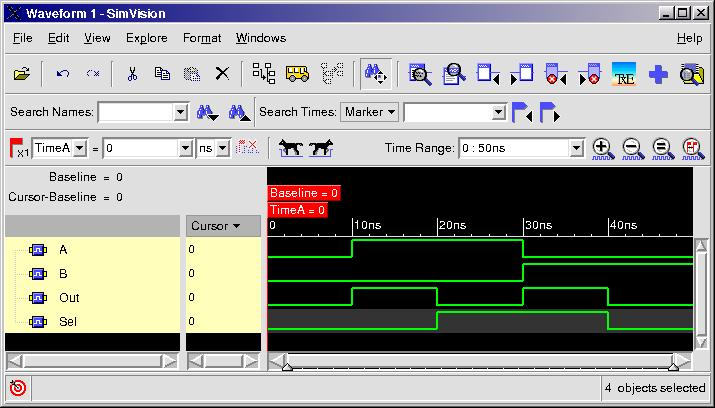 Waveform 1 - SimVision
File Edit View Explore Format Windows Help
TRE
Search Names: Search Times: Marker
X1 TimeA = 0 ns Time Range: 0 : 50ns
Baseline = 0
Cursor-Baseline = 0
Baseline = 0
TimeA = 0
Cursor 0 10ns 20ns 30ns 40ns
A 0
B 0
Out 0
Sel 0
4 objects selected